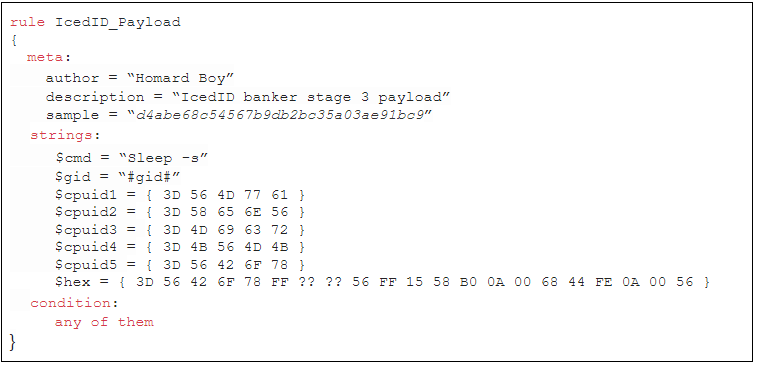 rule IcedID_Payload
{
meta:
author = “Homard Boy”
description = “IcedID banker stage 3 payload”
sample = “d4abe68c54567b9db2bc35a03ae91bc9”
strings:
$cmd = “Sleep -s”
$gid = “#gid#”
$cpuid1 = { 3D 56 4D 77 61 }
$cpuid2 = { 3D 58 65 6E 56 }
$cpuid3 = { 3D 4D 69 63 72 }
$cpuid4 = { 3D 4B 56 4D 4B }
$cpuid5 = { 3D 56 42 6F 78 }
$hex = { 3D 56 42 6F 78 FF ?? ?? 56 FF 15 58 B0 0A 00 68 44 FE 0A 00 56 }
condition:
any of them
}